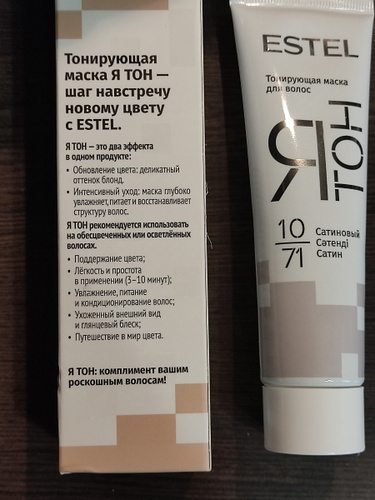 Тонирующая
маска Я ТОН —
шаг навстречу
новому цвету
с ESTEL.
Я ТОН — это два эффекта
в одном продукте:
• Обновление цвета: деликатный
оттенок блонд.
• Интенсивный уход: маска глубоко
увлажняет, питает и восстанавливает
структуру волос.
Я ТОН рекомендуется использовать
на обесцвеченных или осветлённых
волосах.
• Поддержание цвета;
• Лёгкость и простота
в применении (3–10 минут);
• Увлажнение, питание
и кондиционирование волос;
• Ухоженный внешний вид
и глянцевый блеск;
• Путешествие в мир цвета.
Я ТОН: комплимент вашим
роскошным волосам!
ESTEL
Тонирующая маска
для волос
Я ТОН
10
71
Сатиновый
Сәтенді
Сатин